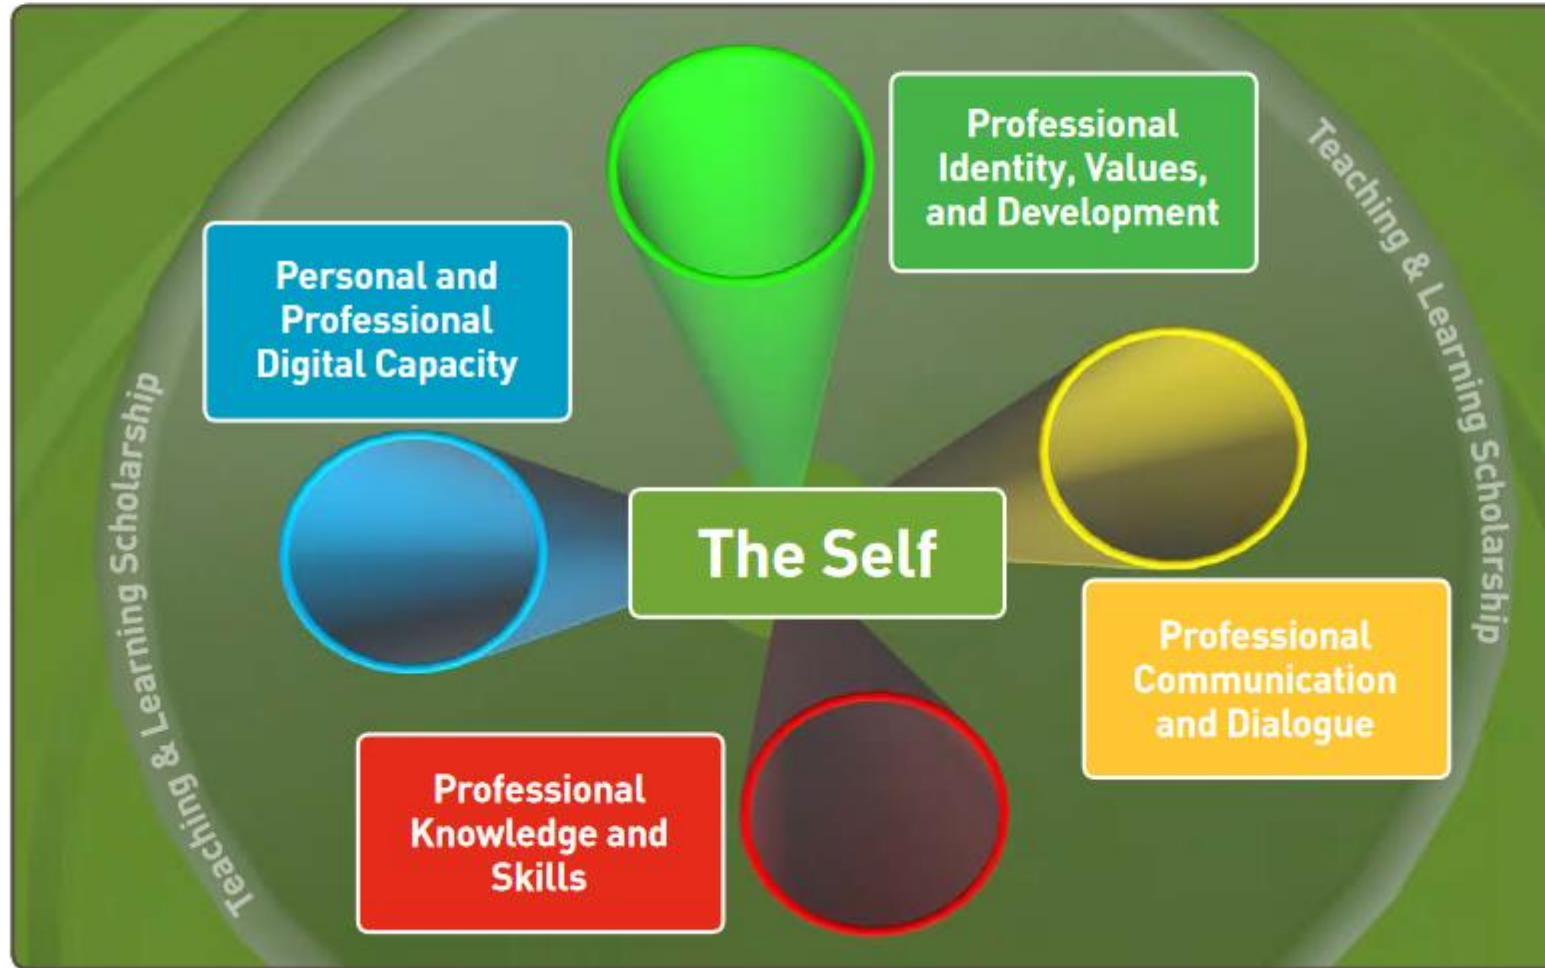 Professional
Identity, Values,
and Development
Personal and
Professional
Digital Capacity
The Self
Professional
Communication
and Dialogue
Professional
Knowledge and
Skills
Teaching & Learning Scholarship
Teaching & Learning Scholarship